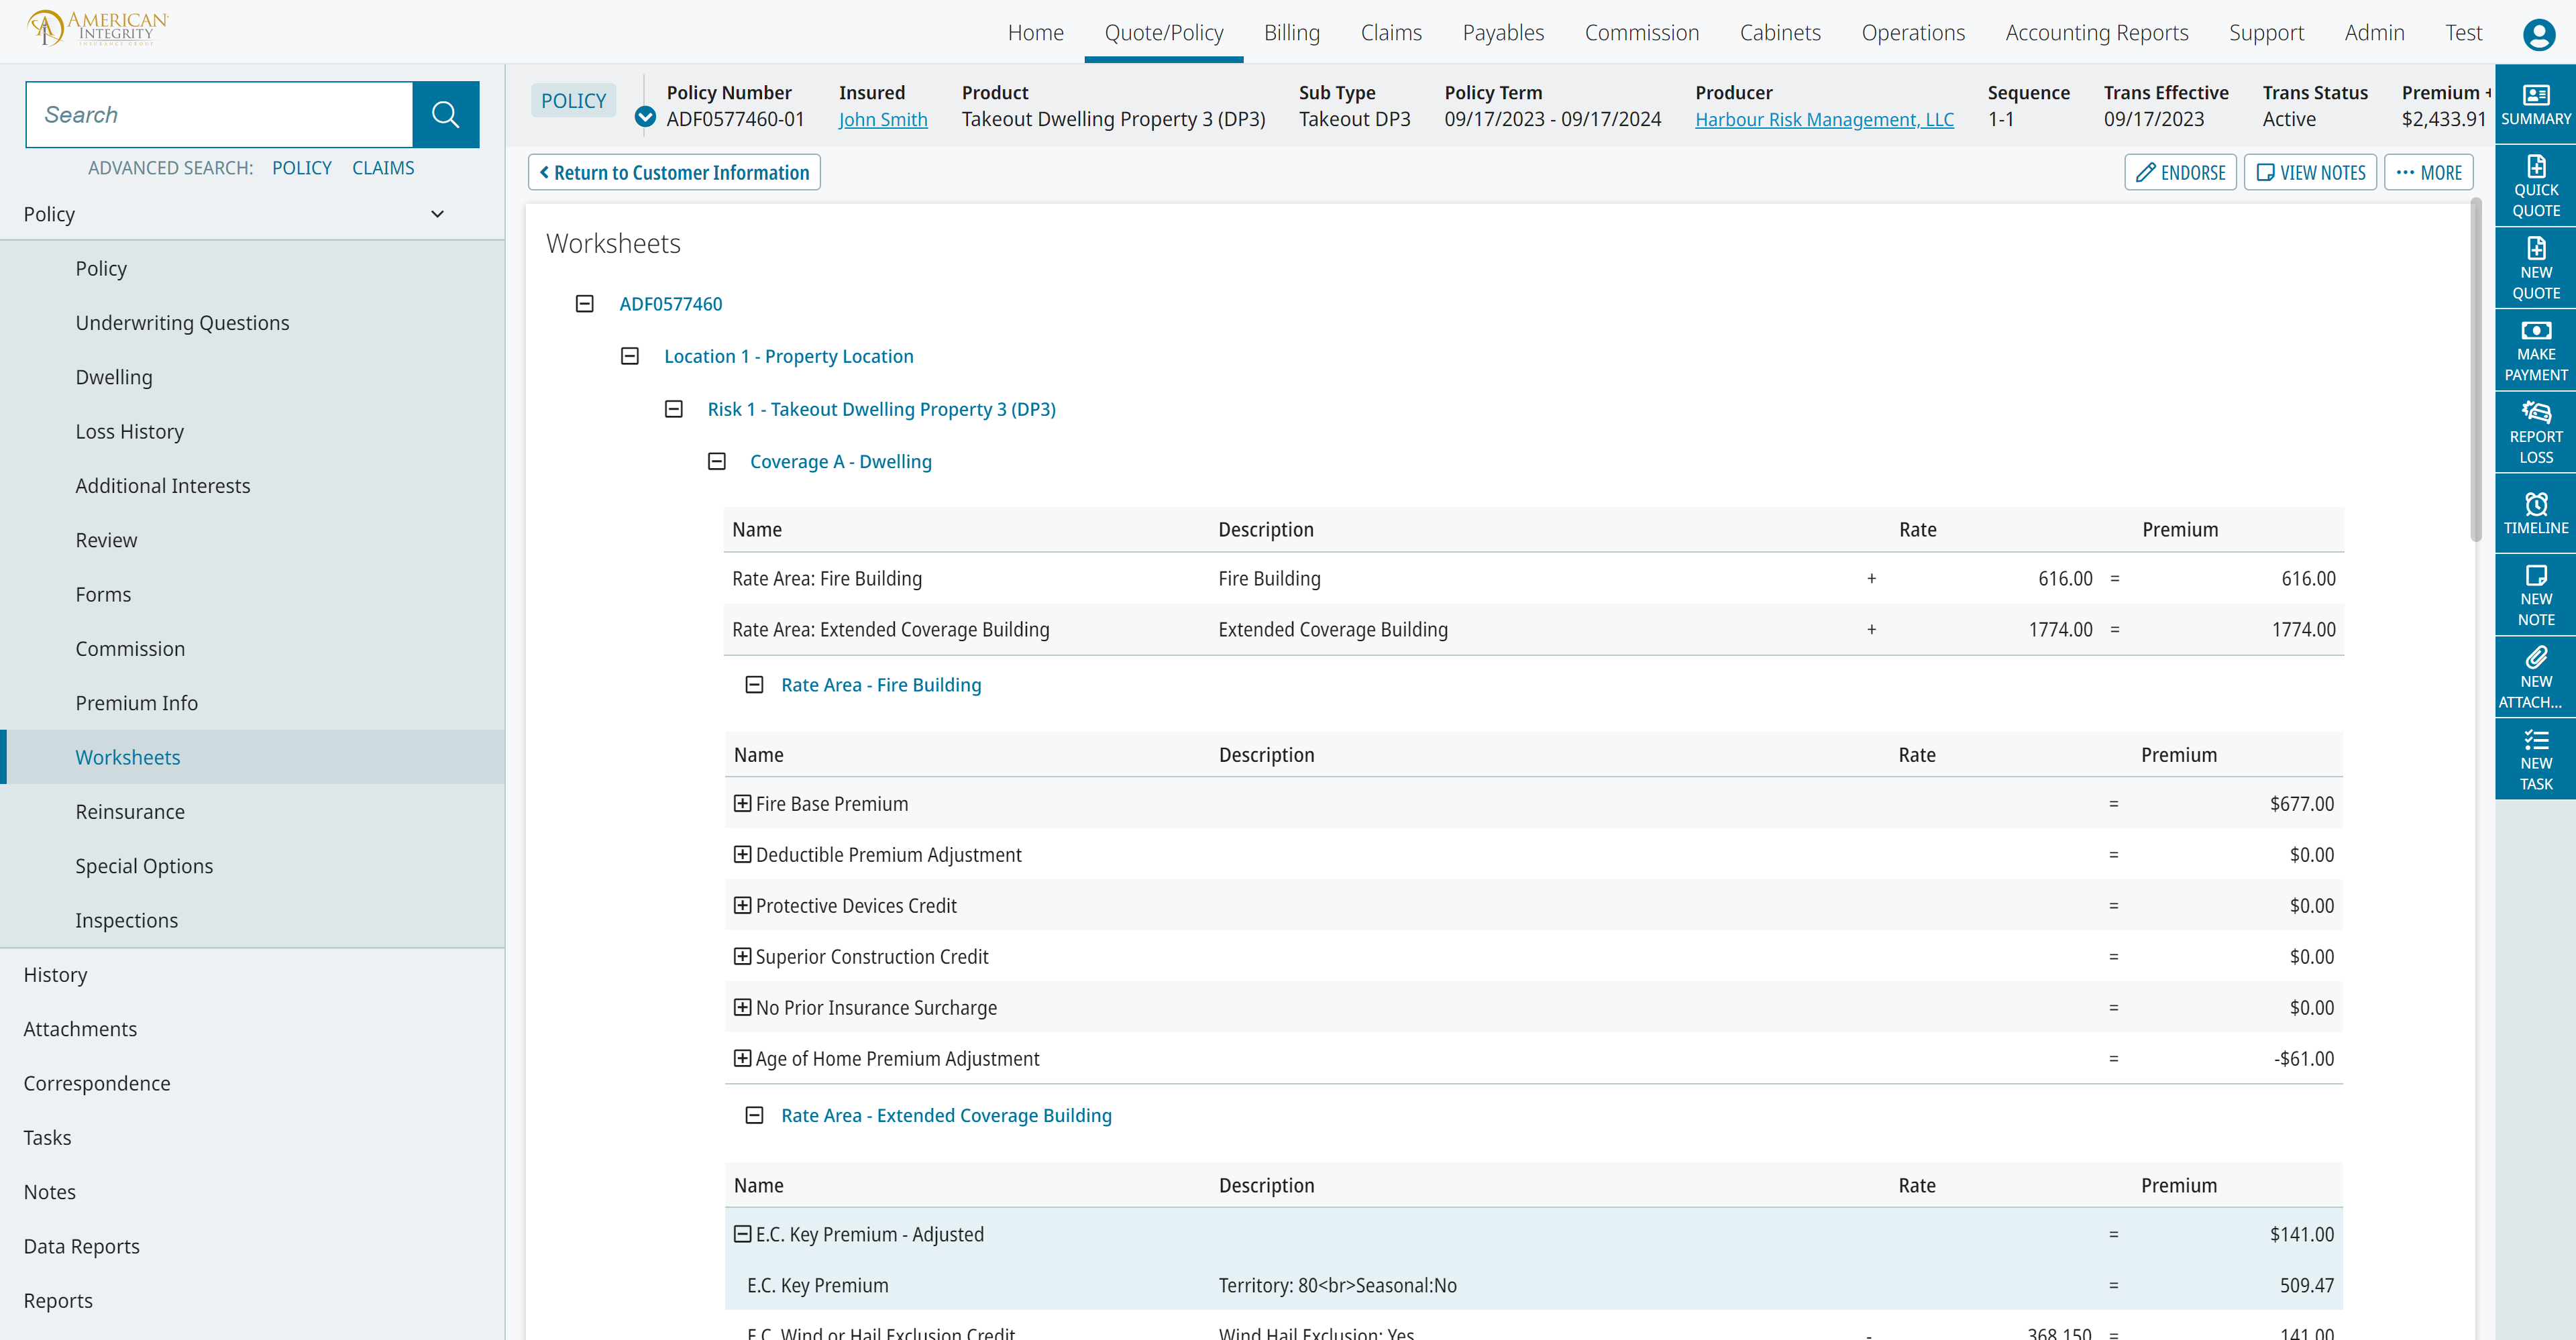 AMERICAN
INTEGRITY
INSURANCE GROUP
Home Quote/Policy Billing Claims Payables Commission Cabinets Operations Accounting Reports Support Admin Test
Search
ADVANCED SEARCH: POLICY CLAIMS
Policy
Policy
Underwriting Questions
Dwelling
Loss History
Additional Interests
Review
Forms
Commission
Premium Info
Worksheets
Reinsurance
Special Options
Inspections
History
Attachments
Correspondence
Tasks
Notes
Data Reports
Reports
POLICY
Policy Number Insured Product Sub Type Policy Term Producer Sequence Trans Effective Trans Status Premium +
ADF0577460-01 John Smith Takeout Dwelling Property 3 (DP3) Takeout DP3 09/17/2023 - 09/17/2024 Harbour Risk Management, LLC 1-1 09/17/2023 Active $2,433.91
Return to Customer Information
ENDORSE VIEW NOTES ··· MORE
Worksheets
ADF0577460
Location 1 - Property Location
Risk 1 - Takeout Dwelling Property 3 (DP3)
Coverage A - Dwelling
Name Description Rate Premium
Rate Area: Fire Building Fire Building + 616.00 = 616.00
Rate Area: Extended Coverage Building Extended Coverage Building + 1774.00 = 1774.00
Rate Area - Fire Building
Name Description Rate Premium
Fire Base Premium = $677.00
Deductible Premium Adjustment = $0.00
Protective Devices Credit = $0.00
Superior Construction Credit = $0.00
No Prior Insurance Surcharge = $0.00
Age of Home Premium Adjustment = -$61.00
Rate Area - Extended Coverage Building
Name Description Rate Premium
E.C. Key Premium - Adjusted = $141.00
E.C. Key Premium Territory: 80<br>Seasonal:No = 509.47
E.C. Wind or Hail Exclusion Credit Wind Hail Exclusion: Yes - 368.150 = 141.00
SUMMARY
QUICK
QUOTE
NEW
QUOTE
MAKE
PAYMENT
REPORT
LOSS
TIMELINE
NEW
NOTE
NEW
ATTACH...
NEW
TASK